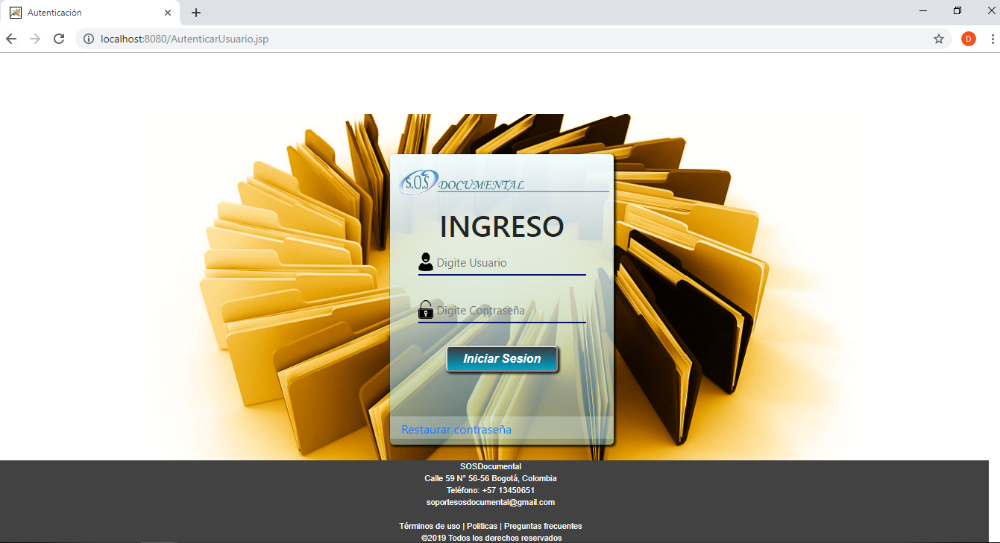 Autenticación
localhost:8080/AutenticarUsuario.jsp
D
S.O.S DOCUMENTAL
INGRESO
Digite Usuario
Digite Contraseña
Iniciar Sesion
Restaurar contraseña
SOSDocumental
Calle 59 N° 56-56 Bogotá, Colombia
Teléfono: +57 13450651
soportesosdocumental@gmail.com
Términos de uso | Politicas | Preguntas frecuentes
©2019 Todos los derechos reservados